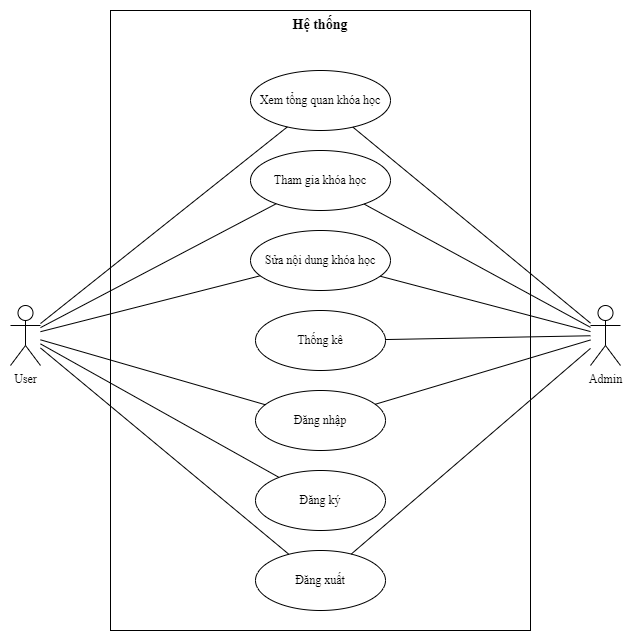 Hệ thống
Xem tổng quan khóa học
Tham gia khóa học
Sửa nội dung khóa học
Thống kê
User
Admin
Đăng nhập
Đăng ký
Đăng xuất